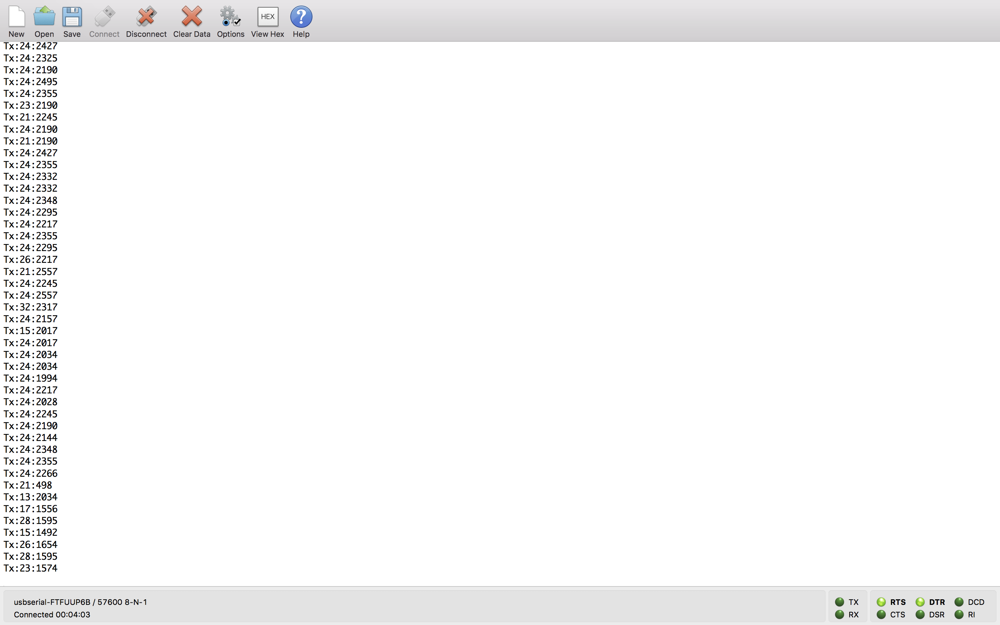 New Open Save Connect Disconnect Clear Data Options HEX View Hex ? Help
Tx:24:2427
Tx:24:2325
Tx:24:2190
Tx:24:2495
Tx:24:2355
Tx:23:2190
Tx:21:2245
Tx:24:2190
Tx:21:2190
Tx:24:2427
Tx:24:2355
Tx:24:2332
Tx:24:2332
Tx:24:2348
Tx:24:2295
Tx:24:2217
Tx:24:2355
Tx:24:2295
Tx:26:2217
Tx:21:2557
Tx:24:2245
Tx:24:2557
Tx:32:2317
Tx:24:2157
Tx:15:2017
Tx:24:2017
Tx:24:2034
Tx:24:2034
Tx:24:1994
Tx:24:2217
Tx:24:2028
Tx:24:2245
Tx:24:2190
Tx:24:2144
Tx:24:2348
Tx:24:2355
Tx:24:2266
Tx:21:498
Tx:13:2034
Tx:17:1556
Tx:28:1595
Tx:15:1492
Tx:26:1654
Tx:28:1595
Tx:23:1574
usbserial-FTFUUP6B / 57600 8-N-1 TX RTS DTR DCD
Connected 00:04:03 RX CTS DSR RI